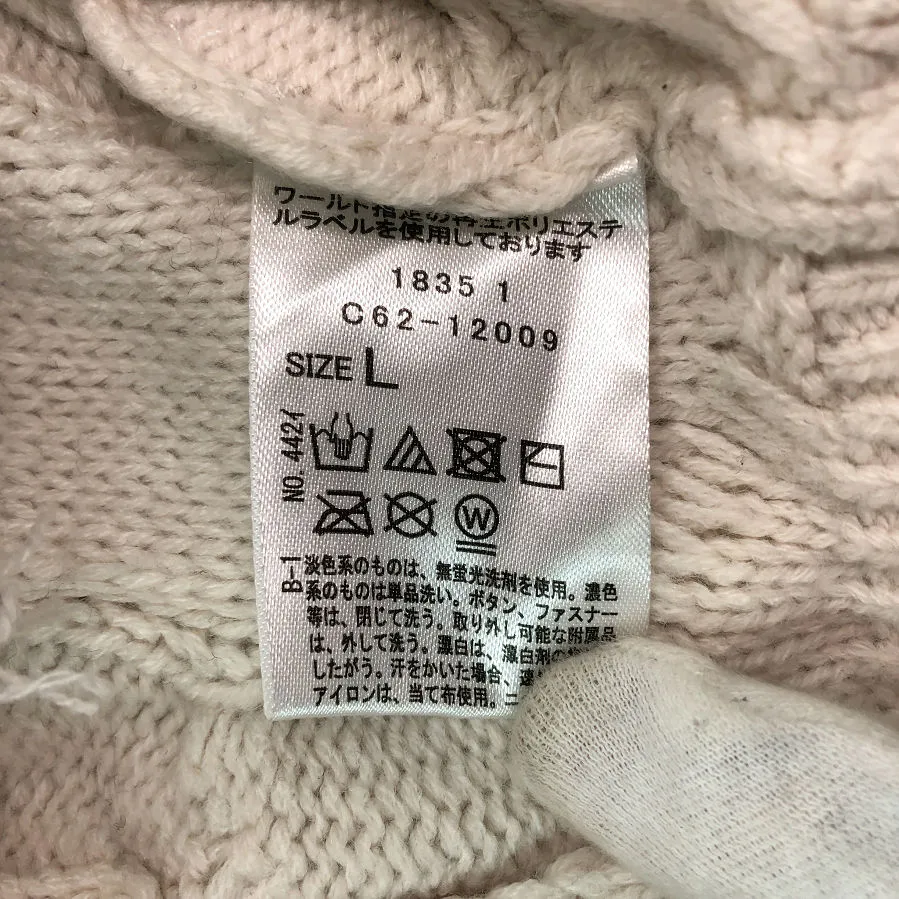 ワールド指定の再生ポリエステ
ルラベルを使用しております
1835 1
C62-12009
SIZE L
NO. 442イ
W
B-1
淡色系のものは、無蛍光洗剤を使用。濃色
系のものは単品洗い。ボタン、ファスナー
等は、閉じて洗う。取り外し可能な附属品
は、外して洗う。漂白は、漂白剤の
したがう。汗をかいた場合、速
アイロンは、当て布使用。